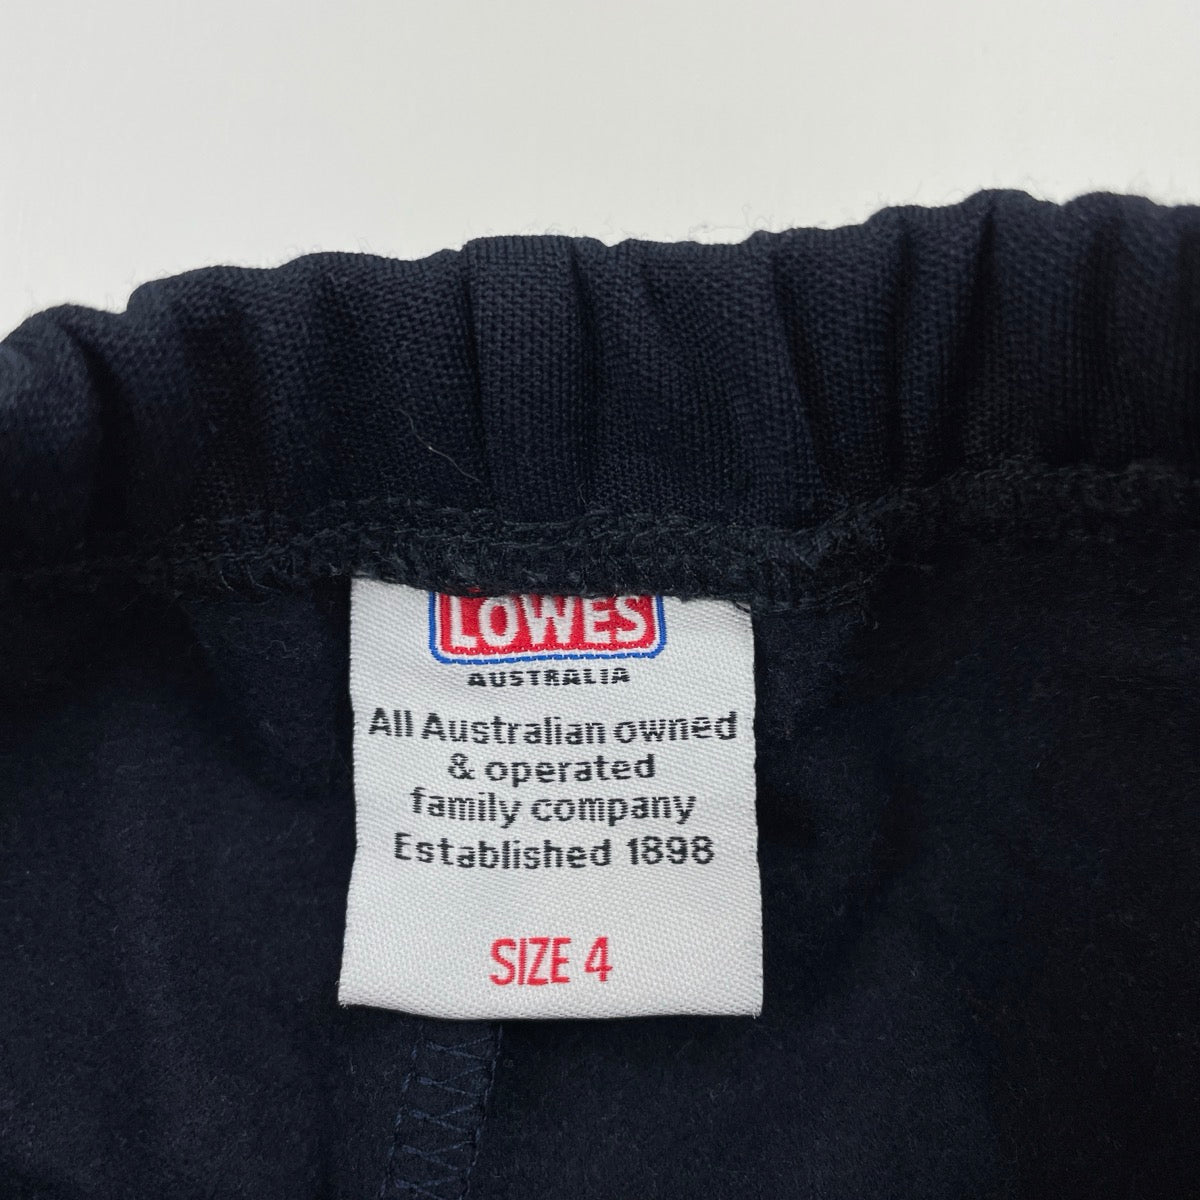 LOWES
AUSTRALIA
All Australian owned
& operated
family company
Established 1898
SIZE 4